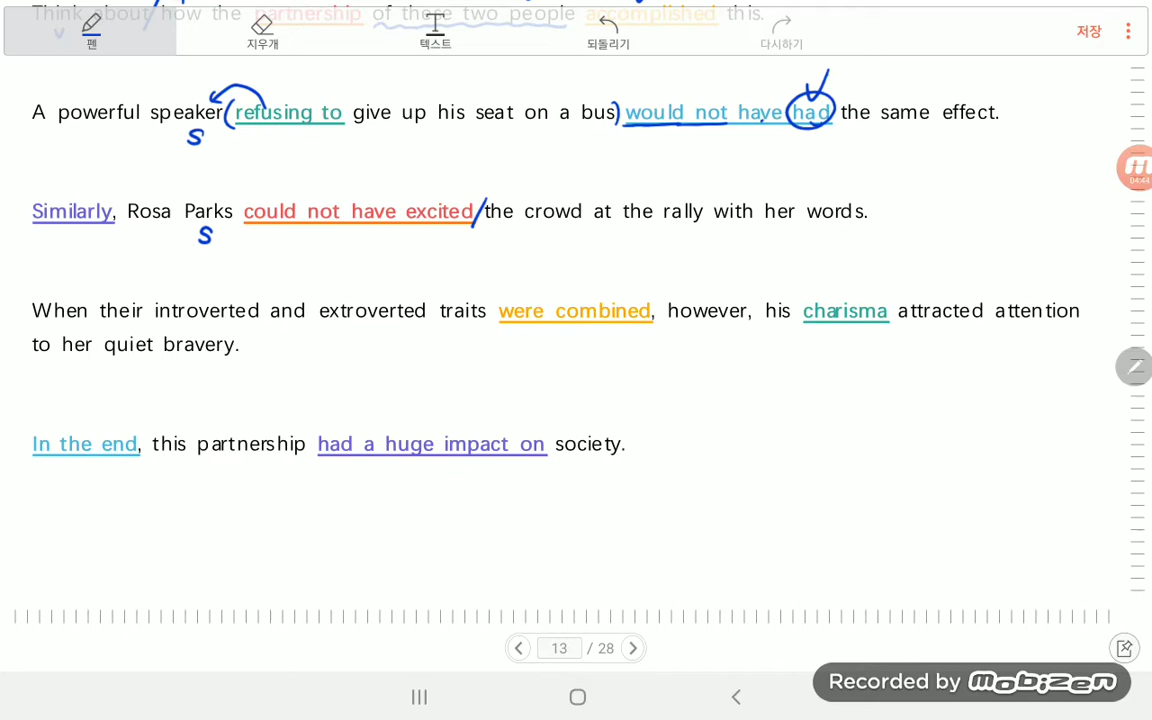 Think about how the partnership of these two people accomplished this.
펜 지우개 텍스트 되돌리기 다시하기 저장
A powerful speaker (refusing to give up his seat on a bus) would not have had the same effect.
S
04:44
Similarly, Rosa Parks could not have excited / the crowd at the rally with her words.
S
When their introverted and extroverted traits were combined, however, his charisma attracted attention
to her quiet bravery.
In the end, this partnership had a huge impact on society.
13 / 28
Recorded by mobizen